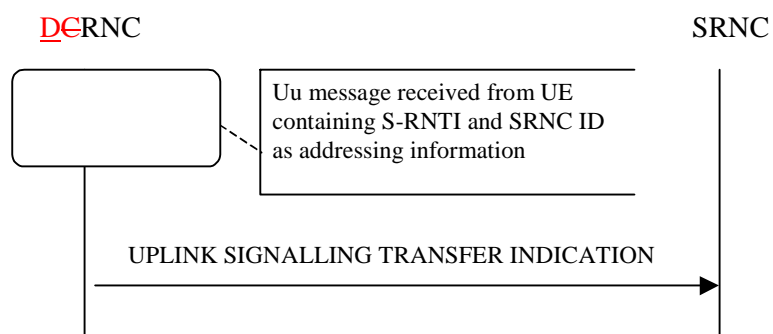 DCRNC
SRNC
Uu message received from UE
containing S-RNTI and SRNC ID
as addressing information
UPLINK SIGNALLING TRANSFER INDICATION